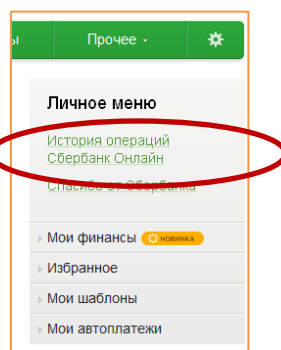 ы Прочее
Личное меню
История операций
Сбербанк Онлайн
Спасибо от Сбербанка
Мои финансы НОВИНКА
Избранное
Мои шаблоны
Мои автоплатежи